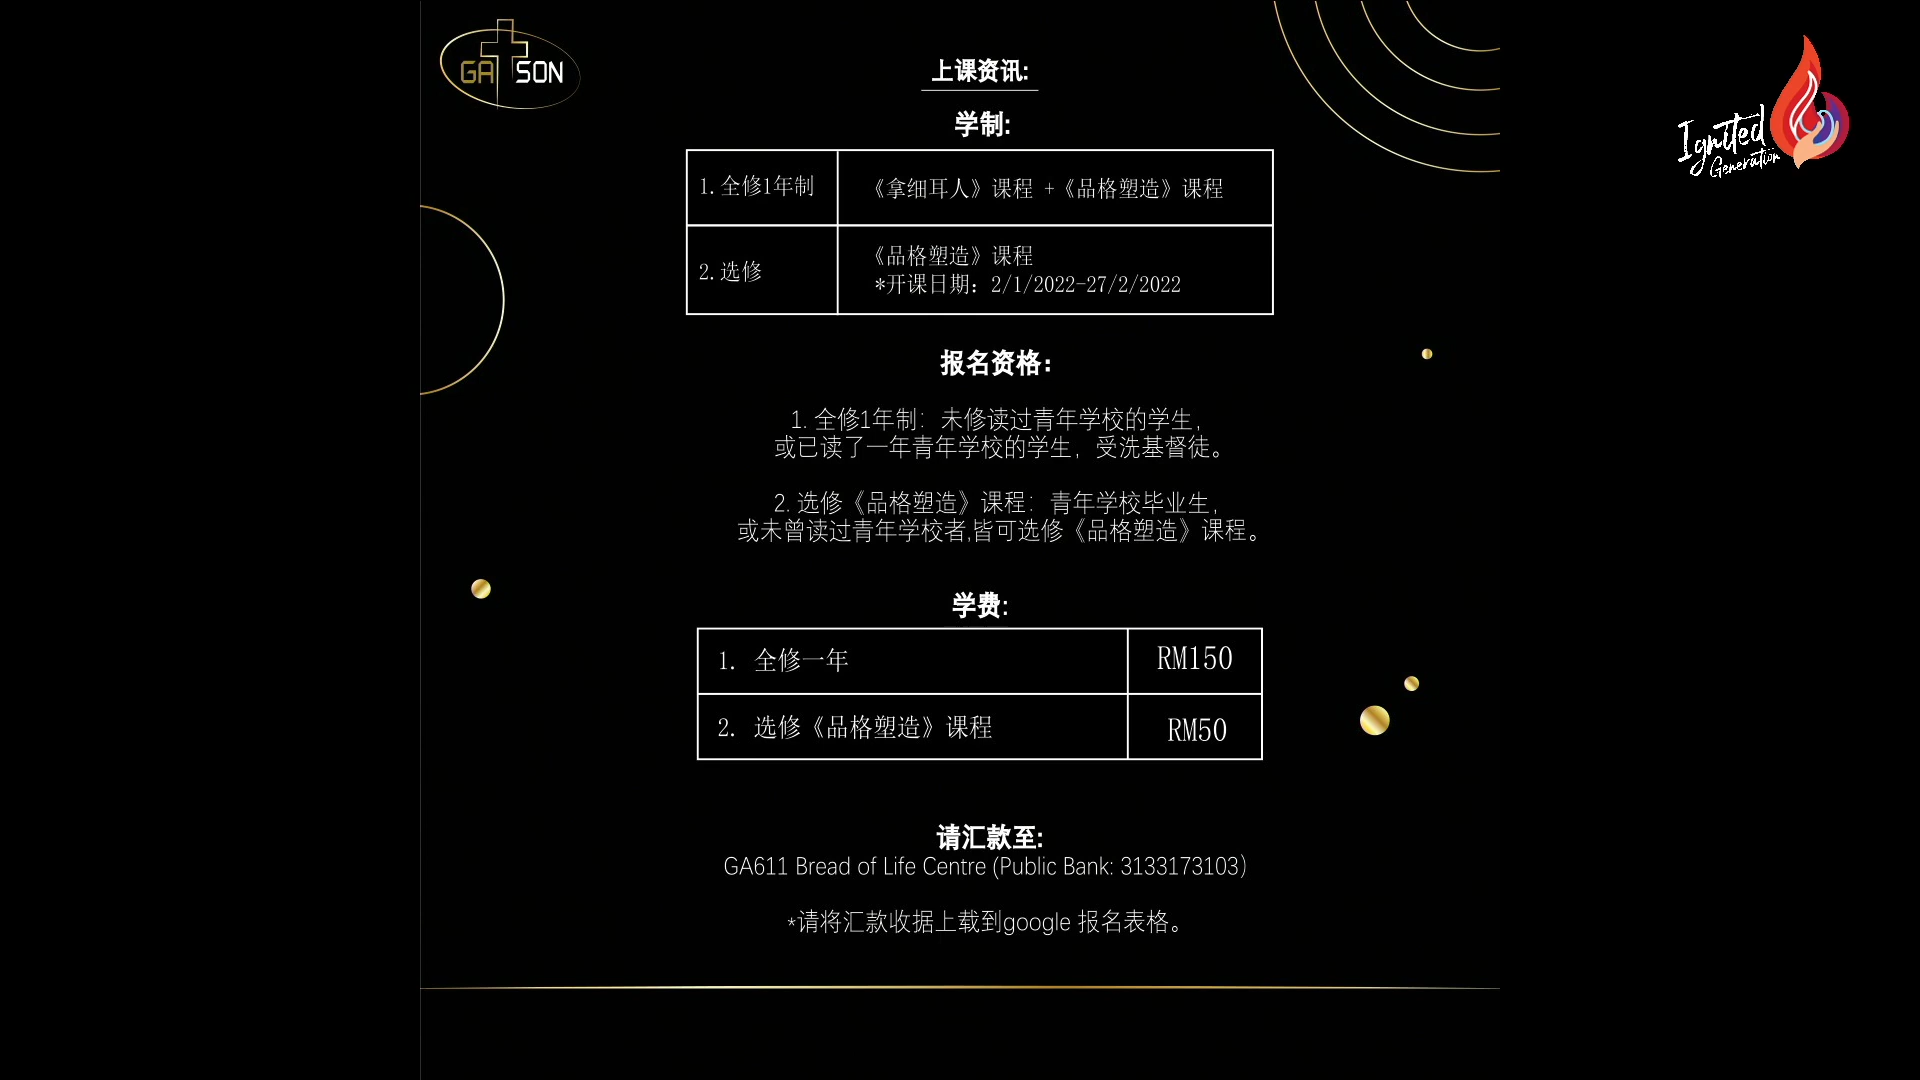 GA SON
Ignited
Generation
上课资讯:
学制:
1. 全修1年制
《拿细耳人》课程 +《品格塑造》课程
2. 选修
《品格塑造》课程
*开课日期：2/1/2022-27/2/2022
报名资格：
1. 全修1年制：未修读过青年学校的学生，
或已读了一年青年学校的学生，受洗基督徒。
2. 选修《品格塑造》课程：青年学校毕业生，
或未曾读过青年学校者,皆可选修《品格塑造》课程。
学费:
1. 全修一年
RM150
2. 选修《品格塑造》课程
RM50
请汇款至:
GA611 Bread of Life Centre (Public Bank: 3133173103）
*请将汇款收据上载到google 报名表格。